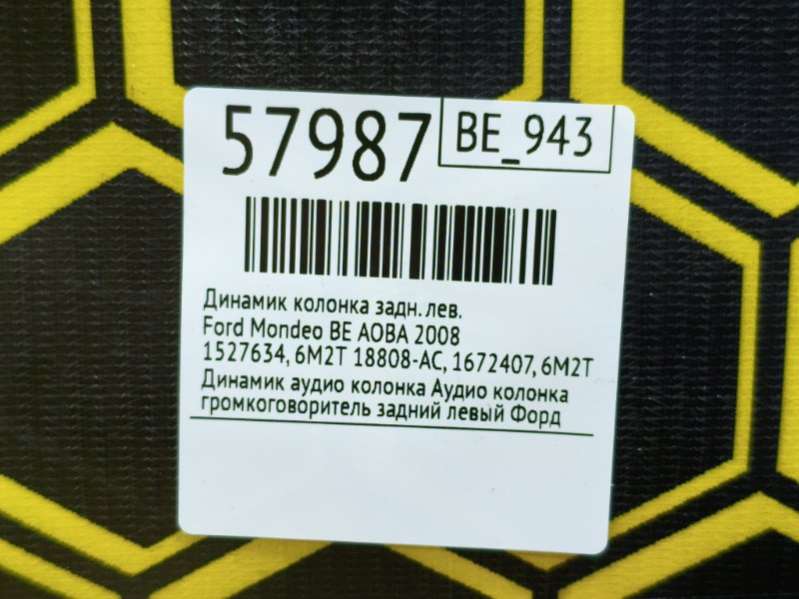 57987
BE_943
Динамик колонка задн. лев.
Ford Mondeo BE AOBA 2008
1527634, 6M2T 18808-AC, 1672407, 6M2T
Динамик аудио колонка Аудио колонка
громкоговоритель задний левый Форд